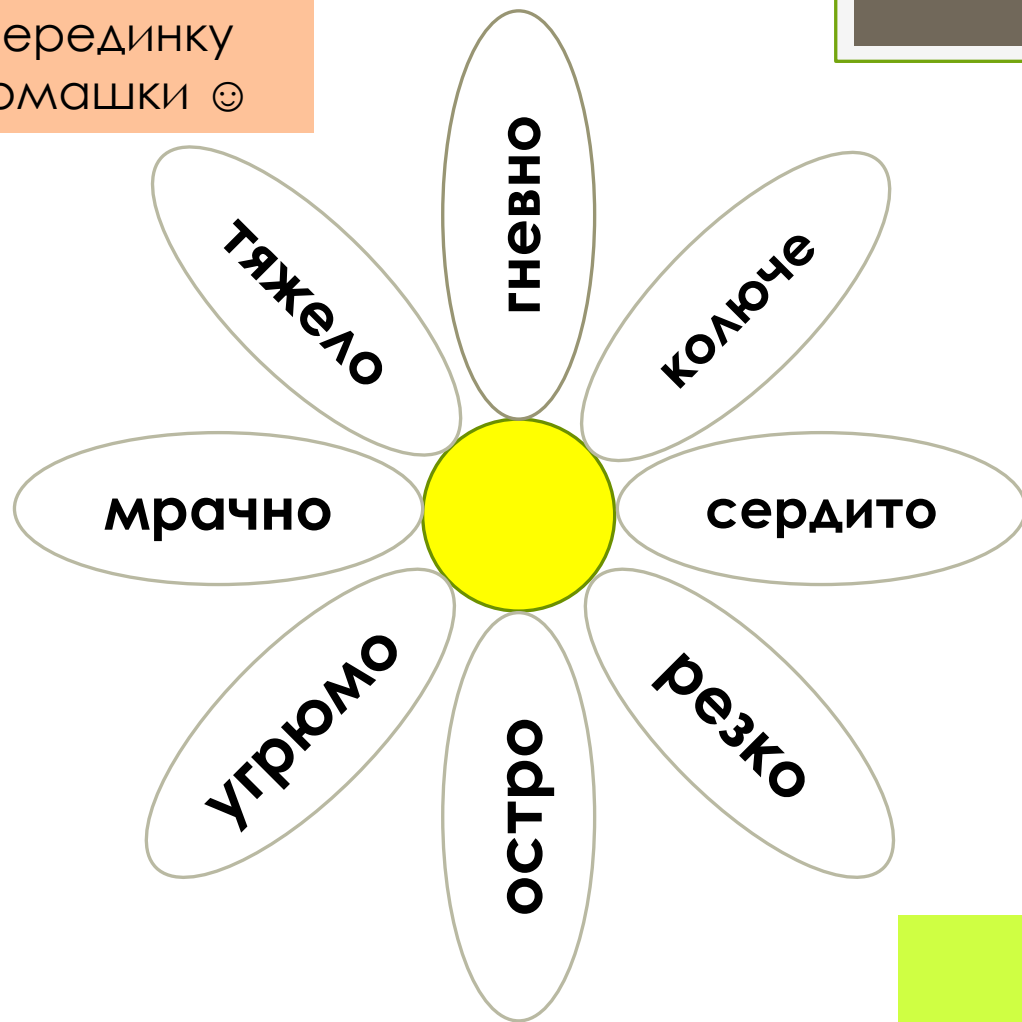 ерединку
омашки ☺
гневно
колюче
сердито
резко
остро
угрюмо
мрачно
тяжело